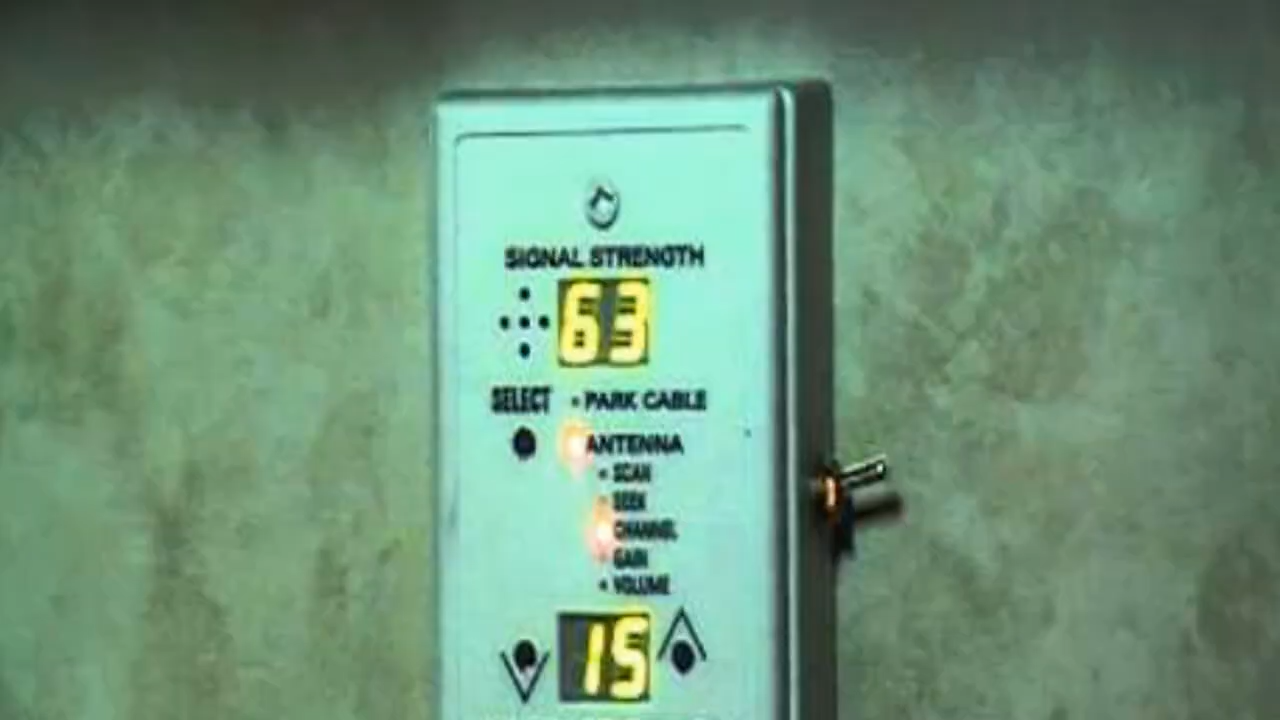 SIGNAL STRENGTH
63
SELECT • PARK CABLE
ANTENNA
• SCAN
• SEEK
CHANNEL
• GAIN
• VOLUME
15